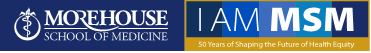 MOREHOUSE
SCHOOL OF MEDICINE
I AM MSM
50 Years of Shaping the Future of Health Equity